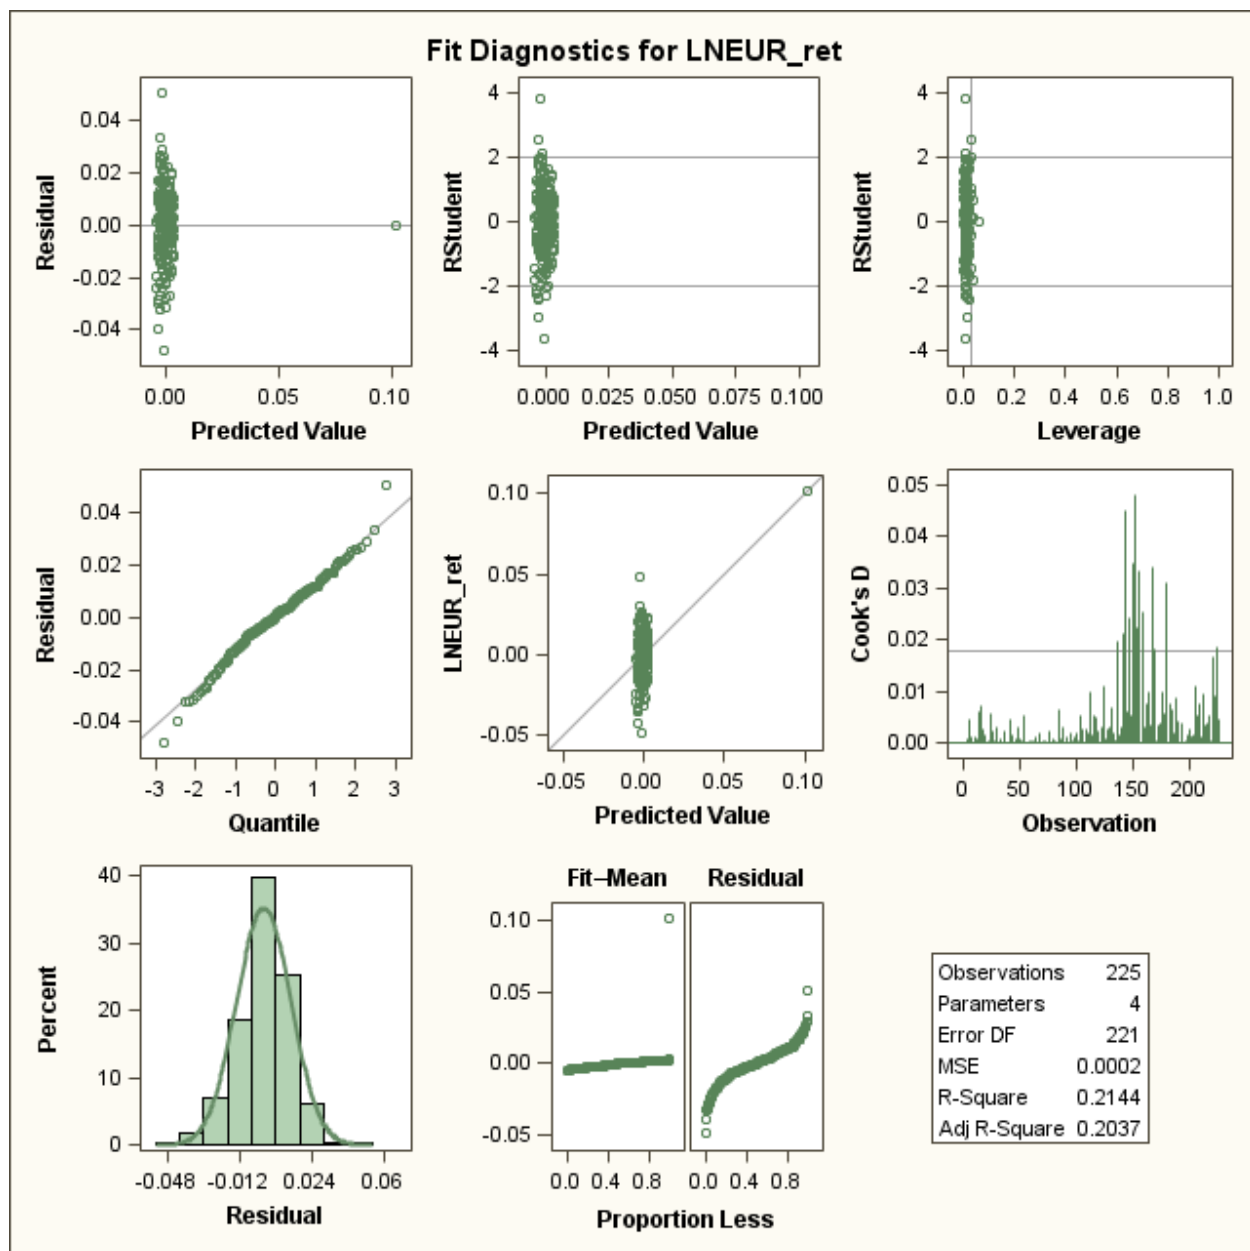 Fit Diagnostics for LNEUR_ret
0.04
0.02
0.00
-0.02
-0.04
Residual
0.00 0.05 0.10
Predicted Value
4
2
0
-2
-4
RStudent
0.000 0.025 0.050 0.075 0.100
Predicted Value
4
2
0
-2
-4
RStudent
0.0 0.2 0.4 0.6 0.8 1.0
Leverage
0.04
0.02
0.00
-0.02
-0.04
Residual
-3 -2 -1 0 1 2 3
Quantile
0.10
0.05
0.00
-0.05
LNEUR_ret
-0.05 0.00 0.05 0.10
Predicted Value
0.05
0.04
0.03
0.02
0.01
0.00
Cook's D
0 50 100 150 200
Observation
40
30
20
10
0
Percent
-0.048 -0.012 0.024 0.06
Residual
Fit–Mean Residual
0.10
0.05
0.00
-0.05
0.0 0.4 0.8 0.0 0.4 0.8
Proportion Less
Observations 225
Parameters 4
Error DF 221
MSE 0.0002
R-Square 0.2144
Adj R-Square 0.2037